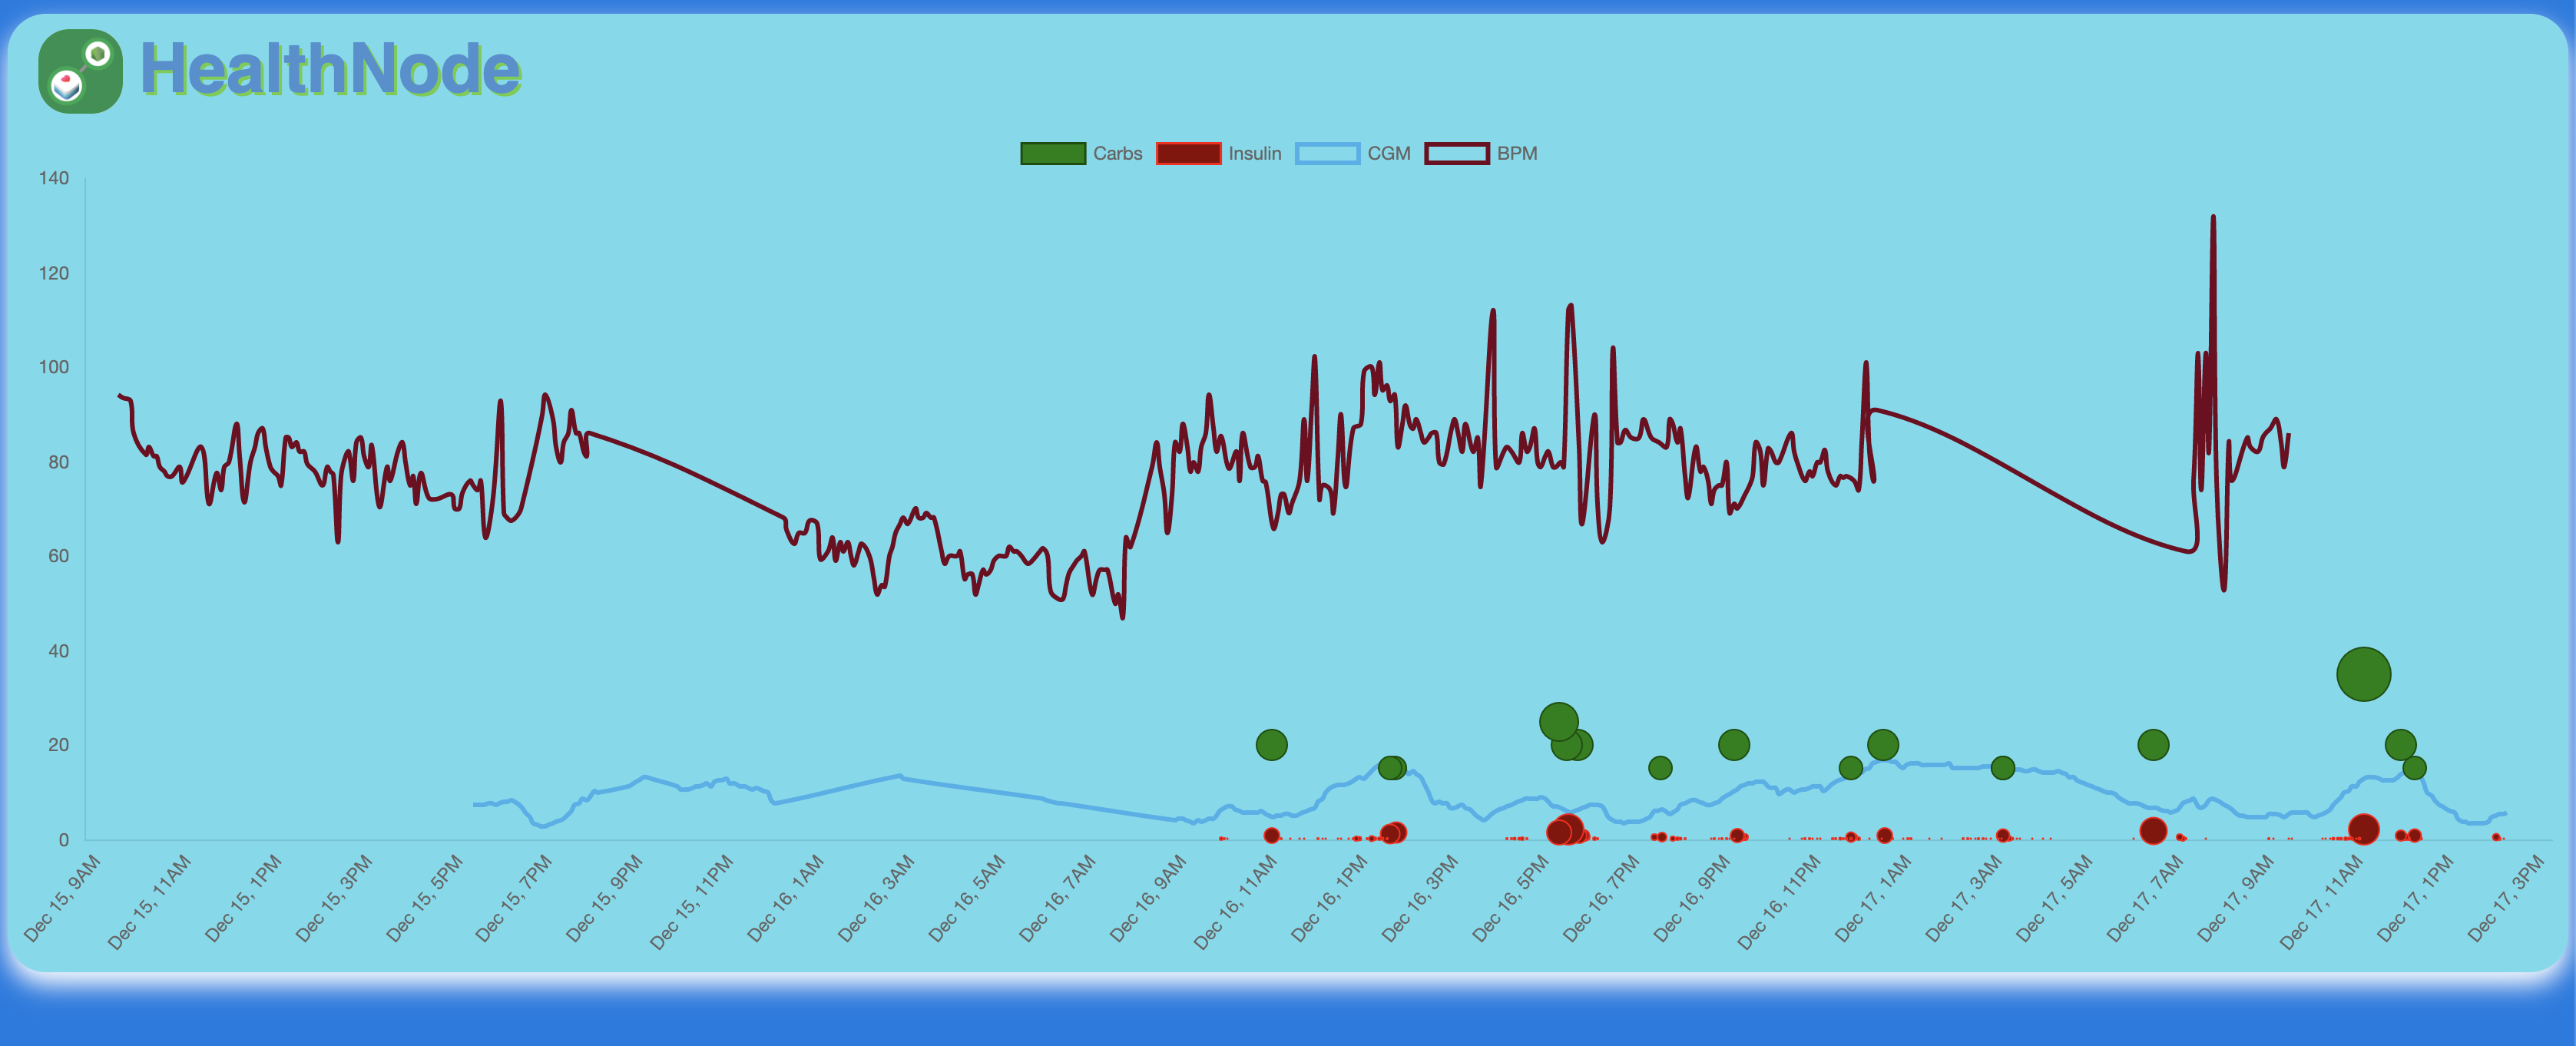 HealthNode
Carbs Insulin CGM BPM
140
120
100
80
60
40
20
0
Dec 15, 9AM
Dec 15, 11AM
Dec 15, 1PM
Dec 15, 3PM
Dec 15, 5PM
Dec 15, 7PM
Dec 15, 9PM
Dec 15, 11PM
Dec 16, 1AM
Dec 16, 3AM
Dec 16, 5AM
Dec 16, 7AM
Dec 16, 9AM
Dec 16, 11AM
Dec 16, 1PM
Dec 16, 3PM
Dec 16, 5PM
Dec 16, 7PM
Dec 16, 9PM
Dec 16, 11PM
Dec 17, 1AM
Dec 17, 3AM
Dec 17, 5AM
Dec 17, 7AM
Dec 17, 9AM
Dec 17, 11AM
Dec 17, 1PM
Dec 17, 3PM